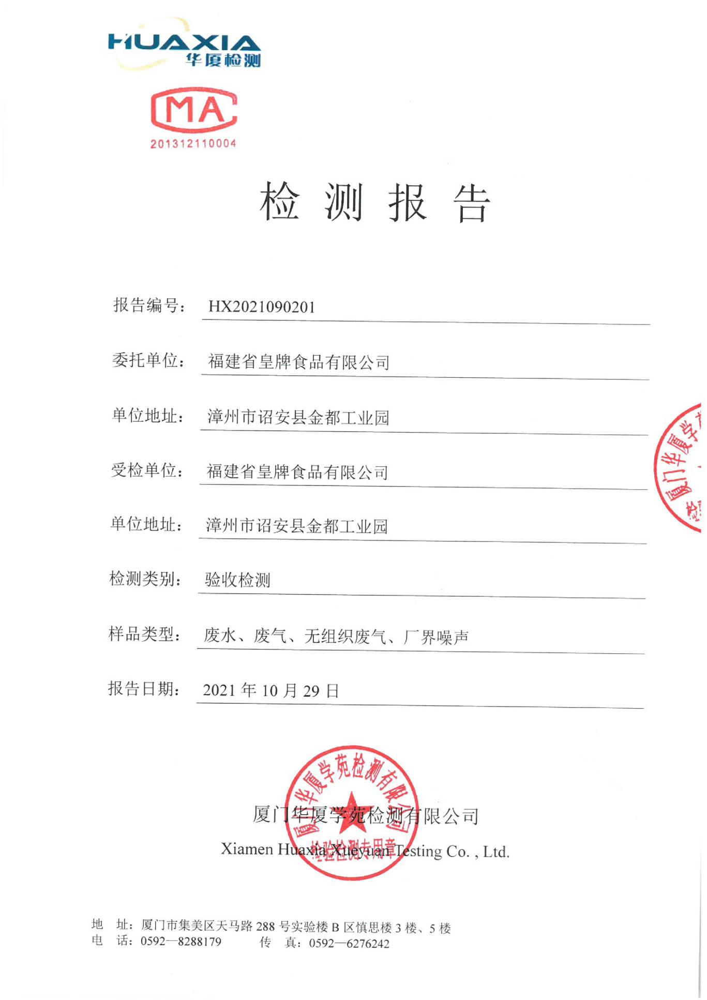 HUAXIA
华厦检测
MA
201312110004
检测报告
报告编号： HX2021090201
委托单位： 福建省皇牌食品有限公司
单位地址： 漳州市诏安县金都工业园
受检单位： 福建省皇牌食品有限公司
单位地址： 漳州市诏安县金都工业园
检测类别： 验收检测
样品类型： 废水、废气、无组织废气、厂界噪声
报告日期： 2021 年 10 月 29 日
厦门华厦学苑
检验
厦门华厦学苑检测有限公司
厦门华厦学苑检测有限公司
Xiamen Huaxia Xueyuan Testing Co. , Ltd.
检验检测专用章
地 址：厦门市集美区天马路 288 号实验楼 B 区慎思楼 3 楼、5 楼
电 话：0592—8288179 传 真：0592—6276242